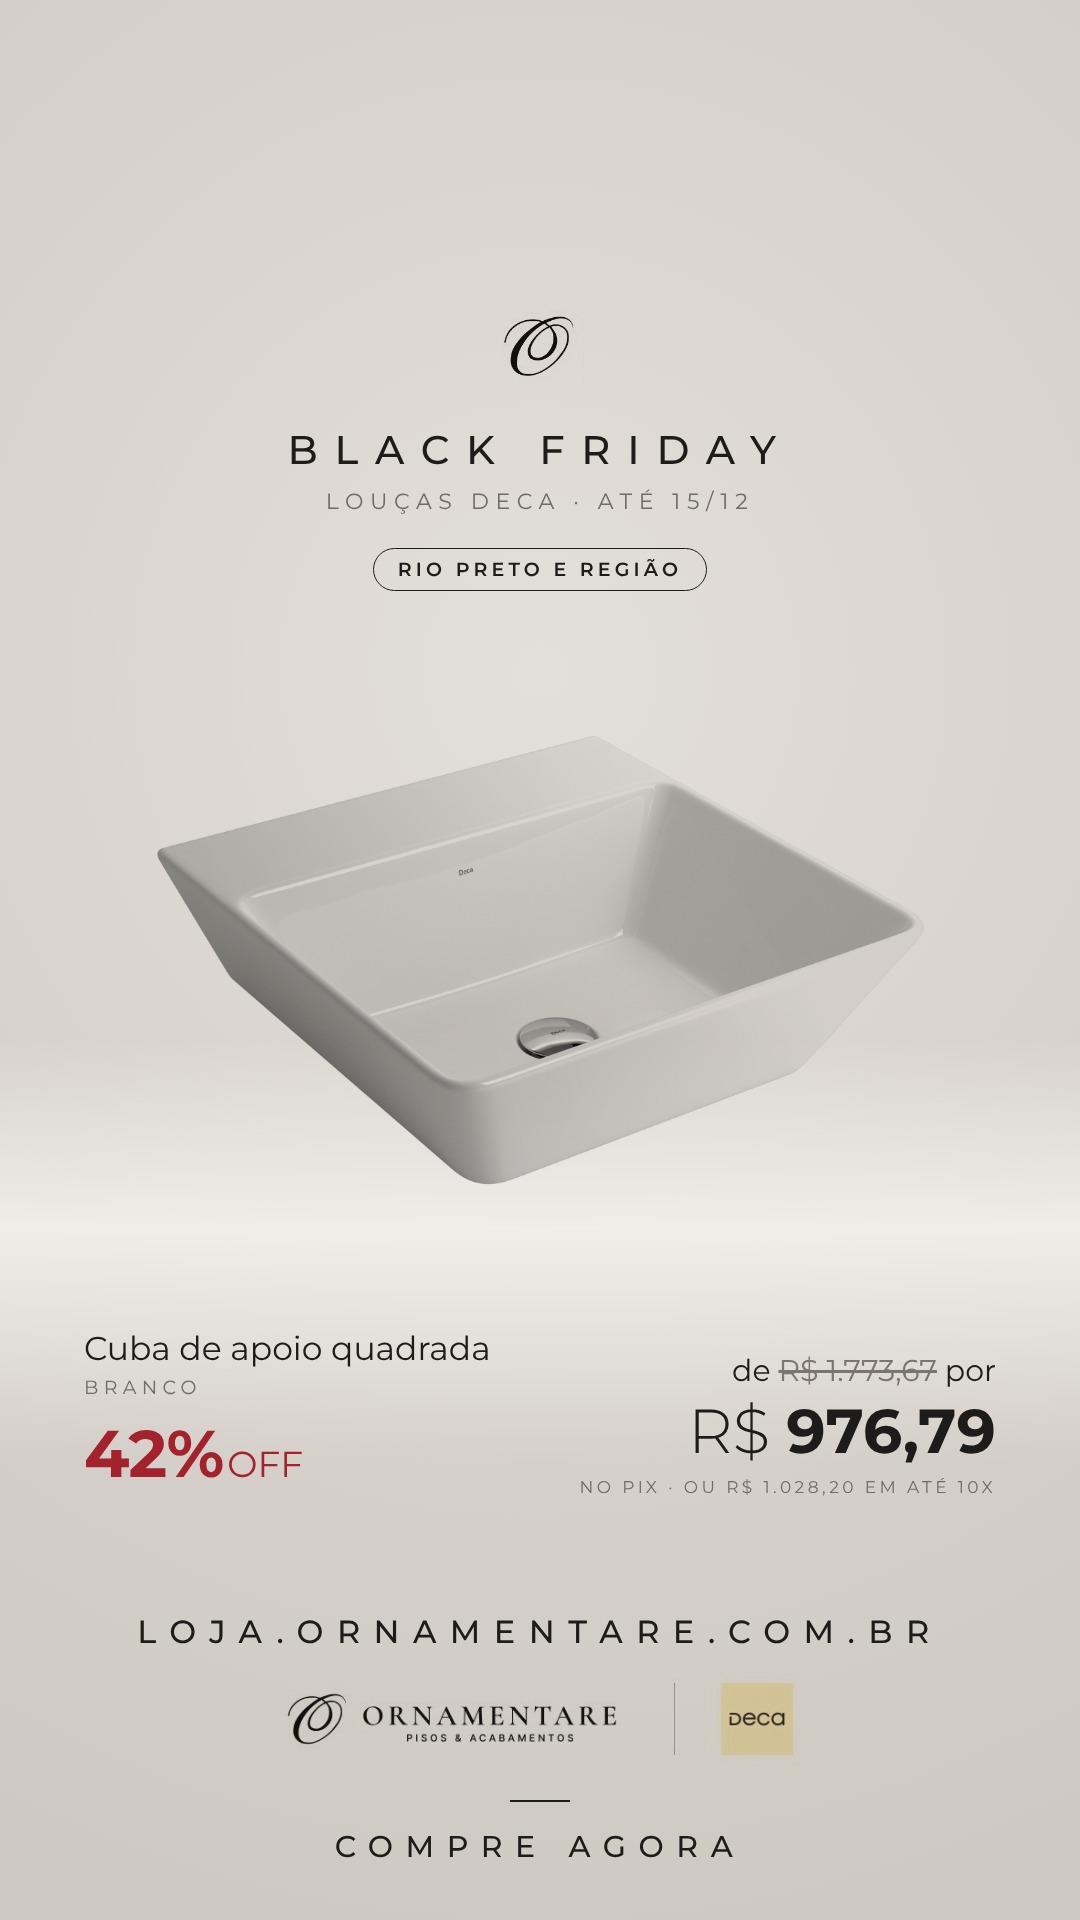 BLACK FRIDAY
LOUÇAS DECA · ATÉ 15/12
RIO PRETO E REGIÃO
Deca
Deca
Cuba de apoio quadrada
BRANCO
42% OFF
de R$ 1.773,67 por
R$ 976,79
NO PIX · OU R$ 1.028,20 EM ATÉ 10X
LOJA.ORNAMENTARE.COM.BR
ORNAMENTARE
PISOS & ACABAMENTOS
Deca
COMPRE AGORA